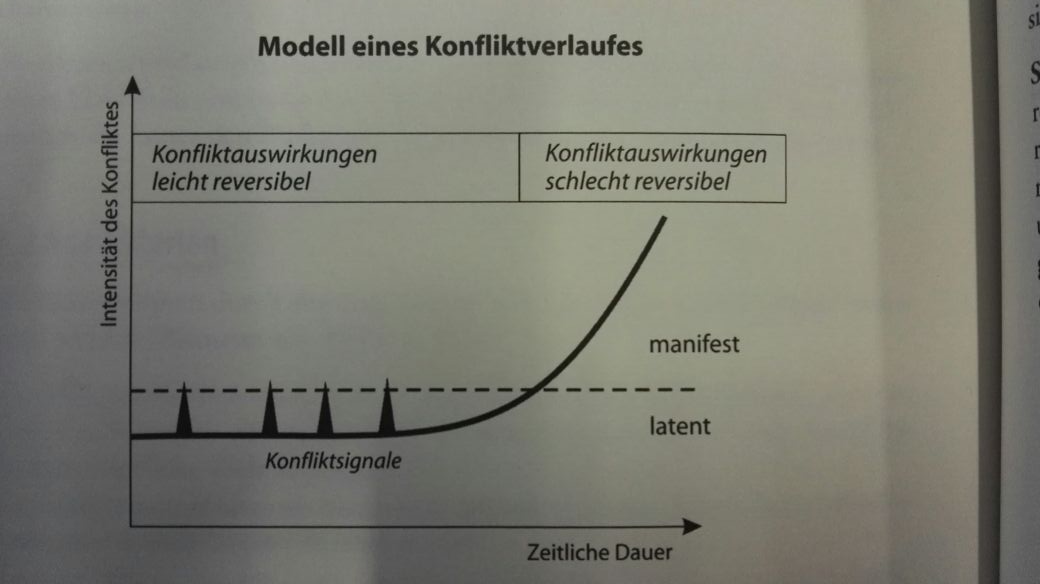 Modell eines Konfliktverlaufes
Intensität des Konfliktes
Konfliktauswirkungen
leicht reversibel
Konfliktauswirkungen
schlecht reversibel
manifest
latent
Konfliktsignale
Zeitliche Dauer